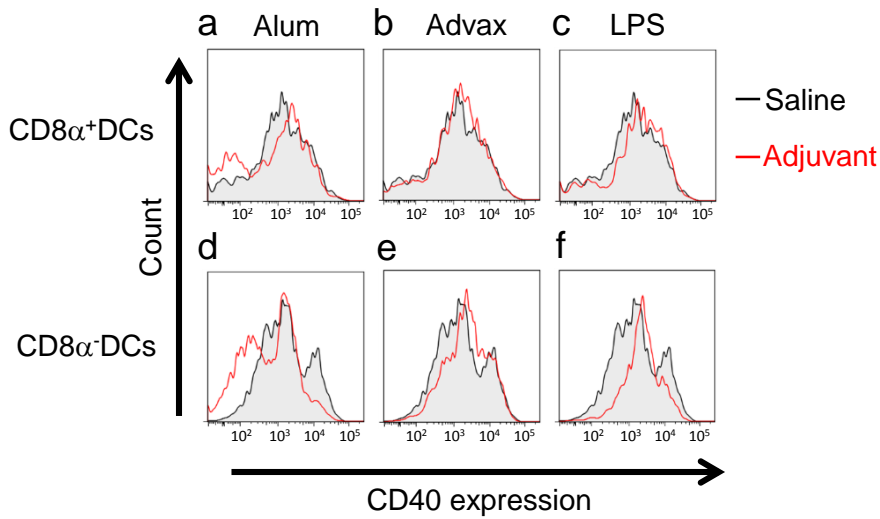 a Alum b Advax c LPS
CD8α⁺DCs
10² 10³ 10⁴ 10⁵ 10² 10³ 10⁴ 10⁵ 10² 10³ 10⁴ 10⁵
Saline
Adjuvant
Count
d e f
CD8α⁻DCs
10² 10³ 10⁴ 10⁵ 10² 10³ 10⁴ 10⁵ 10² 10³ 10⁴ 10⁵
CD40 expression